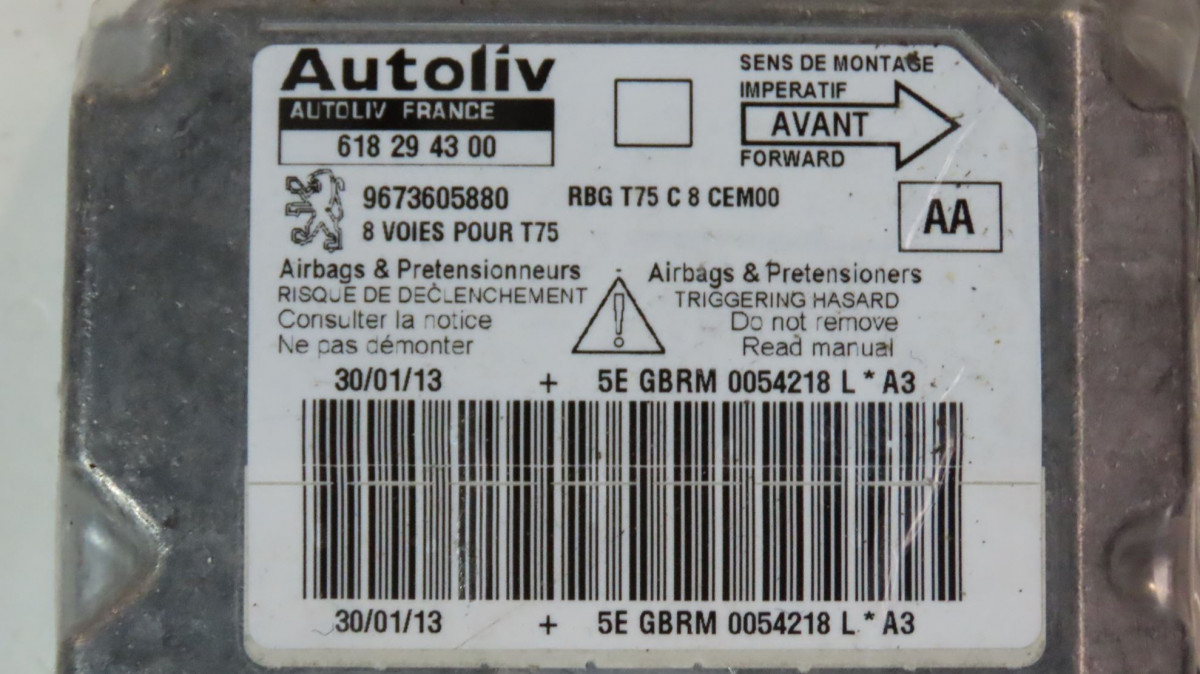 Autoliv
AUTOLIV FRANCE
618 29 43 00
SENS DE MONTAGE
IMPERATIF
AVANT
FORWARD
9673605880
RBG T75 C 8 CEM00
8 VOIES POUR T75
AA
Airbags & Pretensionneurs
RISQUE DE DECLENCHEMENT
Consulter la notice
Ne pas démonter
Airbags & Pretensioners
TRIGGERING HASARD
Do not remove
Read manual
30/01/13 + 5E GBRM 0054218 L * A3
30/01/13 + 5E GBRM 0054218 L * A3